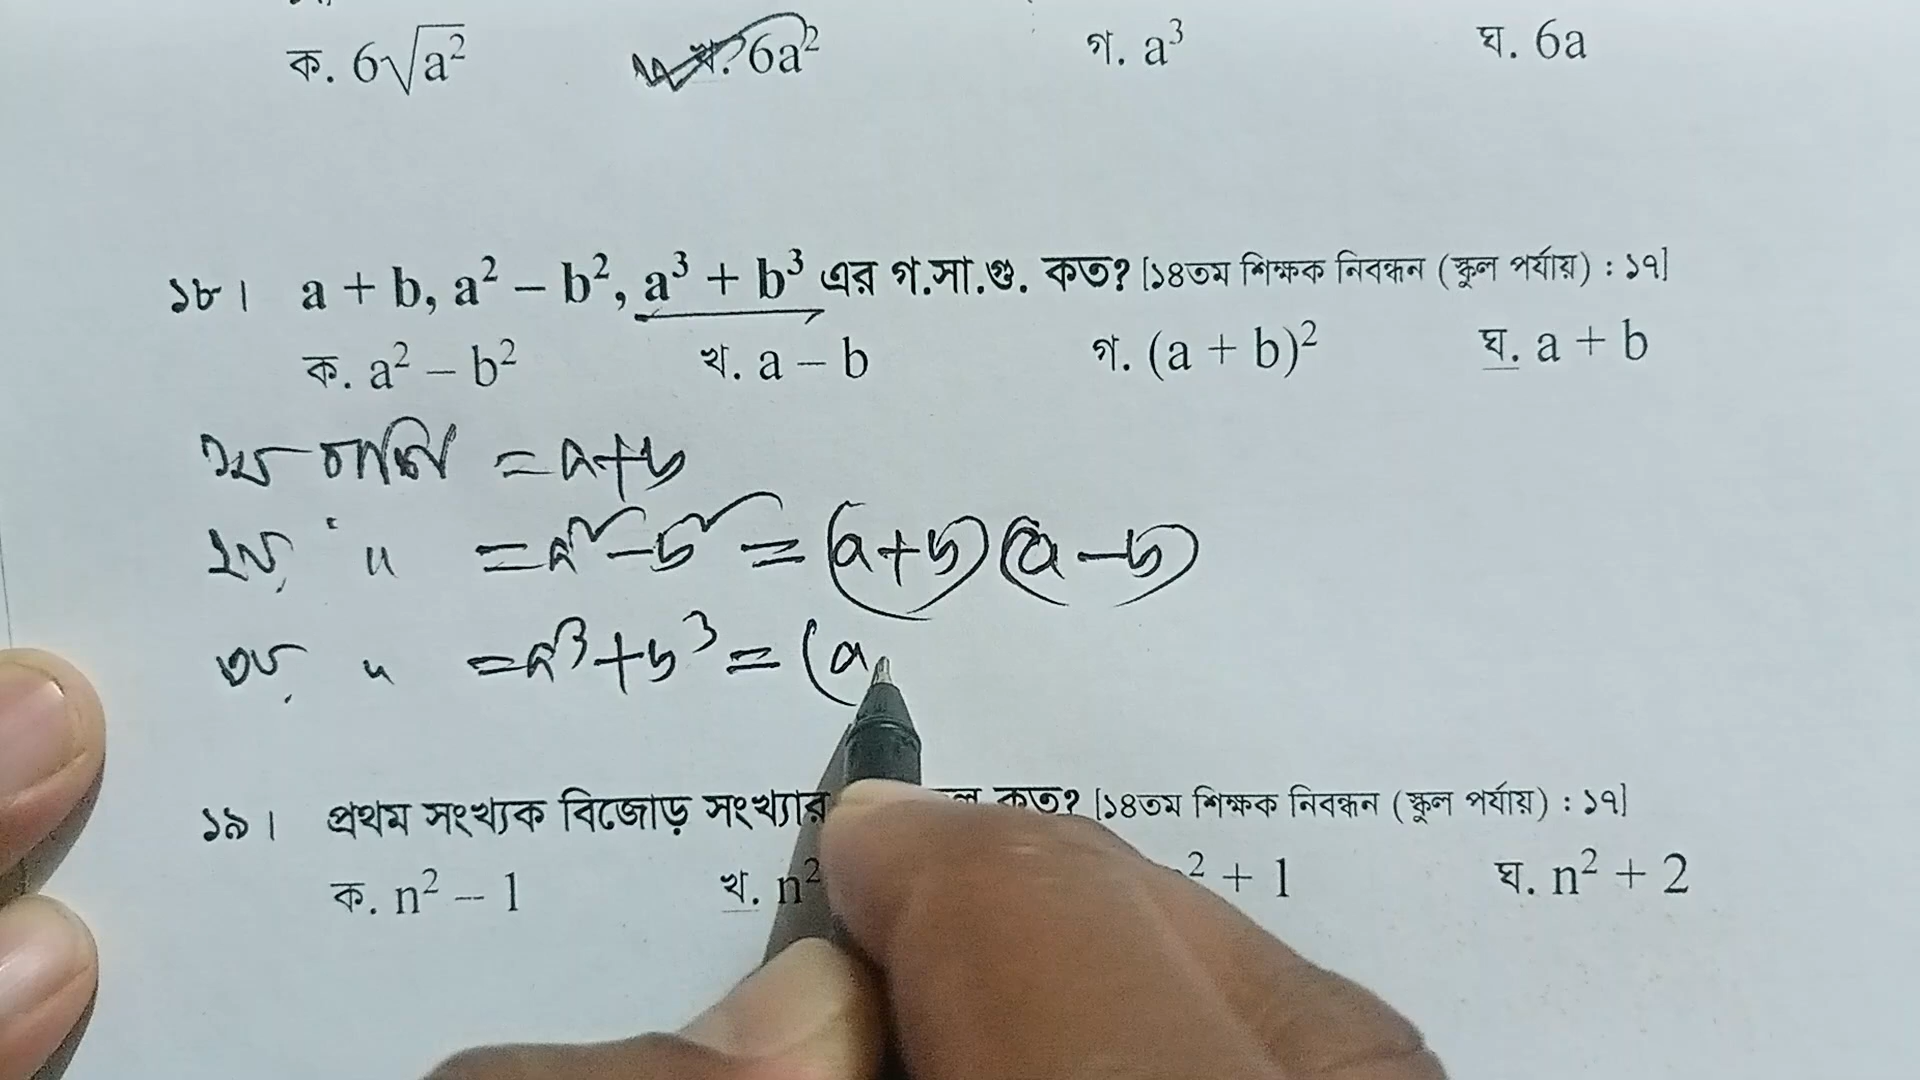 ক. 6√a² খ. 6a² গ. a³ ঘ. 6a
১৮। a + b, a² – b², a³ + b³ এর গ.সা.গু. কত? [১৪তম শিক্ষক নিবন্ধন (স্কুল পর্যায়) : ১৭]
ক. a² – b² খ. a – b গ. (a + b)² ঘ. a + b
১ম রাশি = a+b
২য় " = a² – b² = (a+b) (a–b)
৩য় " = a³ + b³ = (a
১৯। প্রথম সংখ্যক বিজোড় সংখ্যার কত? [১৪তম শিক্ষক নিবন্ধন (স্কুল পর্যায়) : ১৭]
ক. n² – 1 খ. n² ² + 1 ঘ. n² + 2